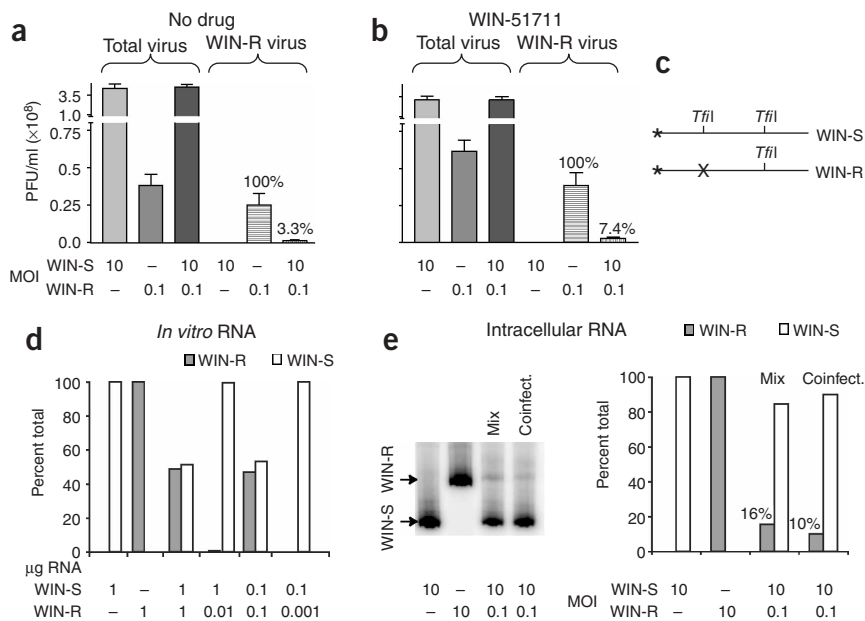 a
No drug
Total virus
WIN-R virus
PFU/ml (×10⁸)
3.5
1.0
0.75
0.5
0.25
0.0
100%
3.3%
MOI
WIN-S 10 – 10 10 – 10
WIN-R – 0.1 0.1 – 0.1 0.1
b
WIN-51711
Total virus
WIN-R virus
100%
7.4%
10 – 10 10 – 10
– 0.1 0.1 – 0.1 0.1
c
TfiI TfiI
* WIN-S
TfiI
* X WIN-R
d
In vitro RNA
WIN-R WIN-S
Percent total
100
80
60
40
20
0
µg RNA
WIN-S 1 – 1 1 0.1 0.1
WIN-R – 1 1 0.01 0.1 0.001
e
Intracellular RNA
WIN-R WIN-S
Mix
Coinfect.
WIN-R
WIN-S
10 – 10 10
– 10 0.1 0.1
Percent total
100
80
60
40
20
0
Mix Coinfect.
16%
10%
MOI
WIN-S 10 – 10 10
WIN-R – 10 0.1 0.1